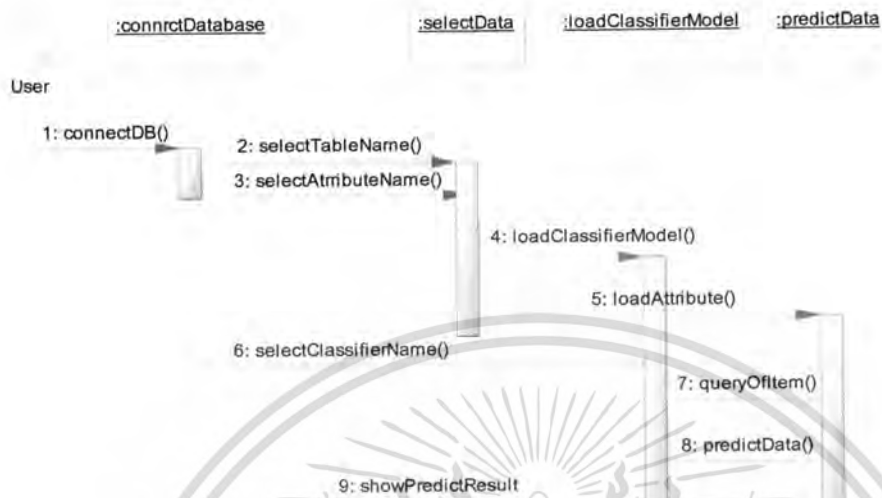 :connrctDatabase
:selectData
:loadClassifierModel
:predictData
User
1: connectDB()
2: selectTableName()
3: selectAtrributeName()
4: loadClassifierModel()
5: loadAttribute()
6: selectClassifierName()
7: queryOfItem()
8: predictData()
9: showPredictResult